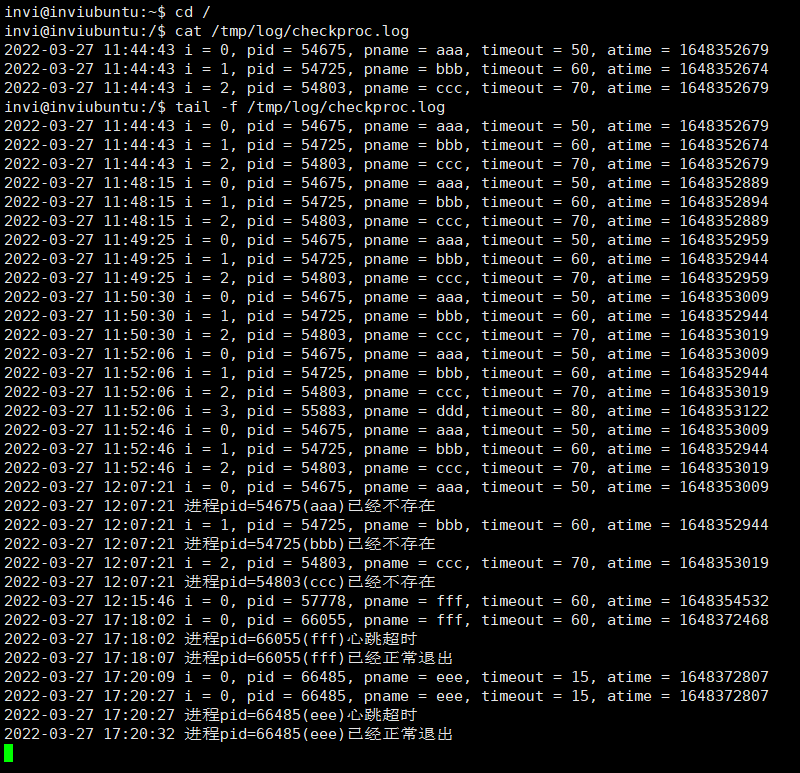 invi@inviubuntu:~$ cd /
invi@inviubuntu:/$ cat /tmp/log/checkproc.log
2022-03-27 11:44:43 i = 0, pid = 54675, pname = aaa, timeout = 50, atime = 1648352679
2022-03-27 11:44:43 i = 1, pid = 54725, pname = bbb, timeout = 60, atime = 1648352674
2022-03-27 11:44:43 i = 2, pid = 54803, pname = ccc, timeout = 70, atime = 1648352679
invi@inviubuntu:/$ tail -f /tmp/log/checkproc.log
2022-03-27 11:44:43 i = 0, pid = 54675, pname = aaa, timeout = 50, atime = 1648352679
2022-03-27 11:44:43 i = 1, pid = 54725, pname = bbb, timeout = 60, atime = 1648352674
2022-03-27 11:44:43 i = 2, pid = 54803, pname = ccc, timeout = 70, atime = 1648352679
2022-03-27 11:48:15 i = 0, pid = 54675, pname = aaa, timeout = 50, atime = 1648352889
2022-03-27 11:48:15 i = 1, pid = 54725, pname = bbb, timeout = 60, atime = 1648352894
2022-03-27 11:48:15 i = 2, pid = 54803, pname = ccc, timeout = 70, atime = 1648352889
2022-03-27 11:49:25 i = 0, pid = 54675, pname = aaa, timeout = 50, atime = 1648352959
2022-03-27 11:49:25 i = 1, pid = 54725, pname = bbb, timeout = 60, atime = 1648352944
2022-03-27 11:49:25 i = 2, pid = 54803, pname = ccc, timeout = 70, atime = 1648352959
2022-03-27 11:50:30 i = 0, pid = 54675, pname = aaa, timeout = 50, atime = 1648353009
2022-03-27 11:50:30 i = 1, pid = 54725, pname = bbb, timeout = 60, atime = 1648352944
2022-03-27 11:50:30 i = 2, pid = 54803, pname = ccc, timeout = 70, atime = 1648353019
2022-03-27 11:52:06 i = 0, pid = 54675, pname = aaa, timeout = 50, atime = 1648353009
2022-03-27 11:52:06 i = 1, pid = 54725, pname = bbb, timeout = 60, atime = 1648352944
2022-03-27 11:52:06 i = 2, pid = 54803, pname = ccc, timeout = 70, atime = 1648353019
2022-03-27 11:52:06 i = 3, pid = 55883, pname = ddd, timeout = 80, atime = 1648353122
2022-03-27 11:52:46 i = 0, pid = 54675, pname = aaa, timeout = 50, atime = 1648353009
2022-03-27 11:52:46 i = 1, pid = 54725, pname = bbb, timeout = 60, atime = 1648352944
2022-03-27 11:52:46 i = 2, pid = 54803, pname = ccc, timeout = 70, atime = 1648353019
2022-03-27 12:07:21 i = 0, pid = 54675, pname = aaa, timeout = 50, atime = 1648353009
2022-03-27 12:07:21 进程pid=54675(aaa)已经不存在
2022-03-27 12:07:21 i = 1, pid = 54725, pname = bbb, timeout = 60, atime = 1648352944
2022-03-27 12:07:21 进程pid=54725(bbb)已经不存在
2022-03-27 12:07:21 i = 2, pid = 54803, pname = ccc, timeout = 70, atime = 1648353019
2022-03-27 12:07:21 进程pid=54803(ccc)已经不存在
2022-03-27 12:15:46 i = 0, pid = 57778, pname = fff, timeout = 60, atime = 1648354532
2022-03-27 17:18:02 i = 0, pid = 66055, pname = fff, timeout = 60, atime = 1648372468
2022-03-27 17:18:02 进程pid=66055(fff)心跳超时
2022-03-27 17:18:07 进程pid=66055(fff)已经正常退出
2022-03-27 17:20:09 i = 0, pid = 66485, pname = eee, timeout = 15, atime = 1648372807
2022-03-27 17:20:27 i = 0, pid = 66485, pname = eee, timeout = 15, atime = 1648372807
2022-03-27 17:20:27 进程pid=66485(eee)心跳超时
2022-03-27 17:20:32 进程pid=66485(eee)已经正常退出